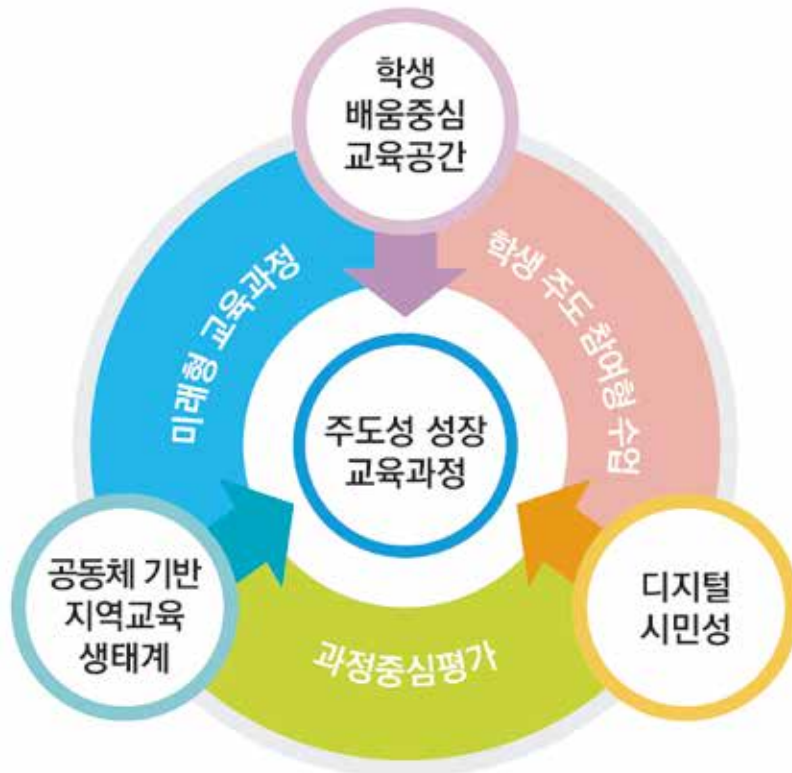 학생
배움중심
교육공간
미래형 교육과정
학생 주도 참여형 수업
주도성 성장
교육과정
공동체 기반
지역교육
생태계
디지털
시민성
과정중심평가